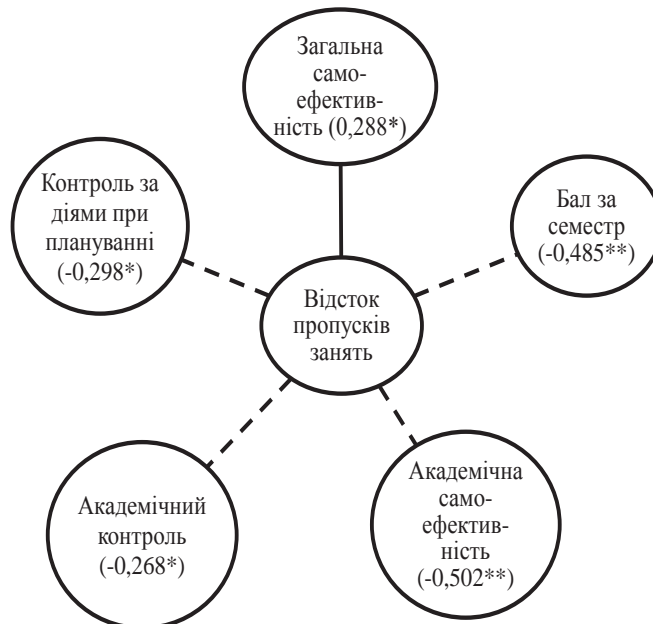 Загальна
само-
ефектив-
ність (0,288*)
Контроль за
діями при
плануванні
(-0,298*)
Бал за
семестр
(-0,485**)
Відсток
пропусків
занять
Академічний
контроль
(-0,268*)
Академічна
само-
ефектив-
ність
(-0,502**)